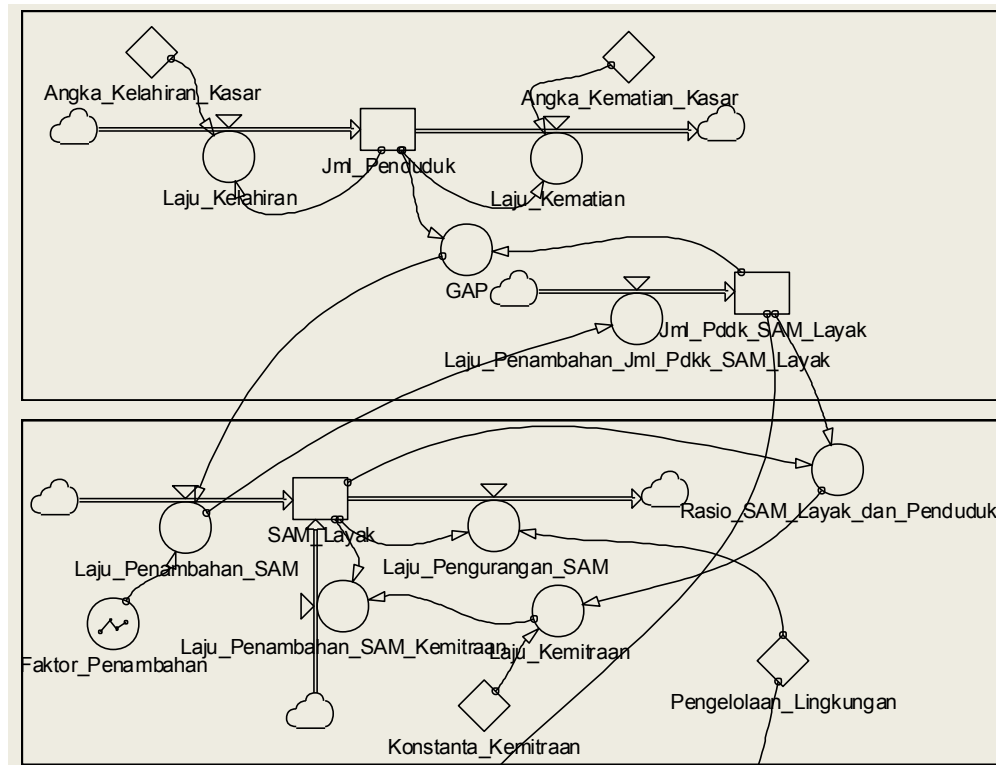 Angka_Kelahiran_Kasar
Angka_Kematian_Kasar
Jml_Penduduk
Laju_Kelahiran
Laju_Kematian
GAP
Jml_Pddk_SAM_Layak
Laju_Penambahan_Jml_Pdkk_SAM_Layak
Rasio_SAM_Layak_dan_Penduduk
SAM_Layak
Laju_Penambahan_SAM
Laju_Pengurangan_SAM
Laju_Penambahan_SAM_Kemitraan
Laju_Kemitraan
Faktor_Penambahan
Pengelolaan_Lingkungan
Konstanta_Kemitraan